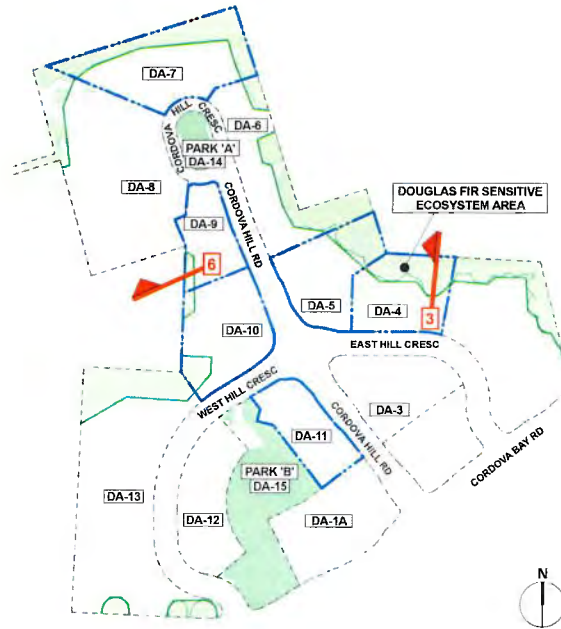 DA-7
CORDOVA HILL CRESC
DA-6
PARK 'A'
DA-14
DA-8
DOUGLAS FIR SENSITIVE
ECOSYSTEM AREA
DA-9
CORDOVA HILL RD
6
DA-5
DA-4
3
DA-10
EAST HILL CRESC
WEST HILL CRESC
DA-3
CORDOVA HILL RD
DA-11
CORDOVA BAY RD
PARK 'B'
DA-15
DA-13
DA-12
DA-1A
N